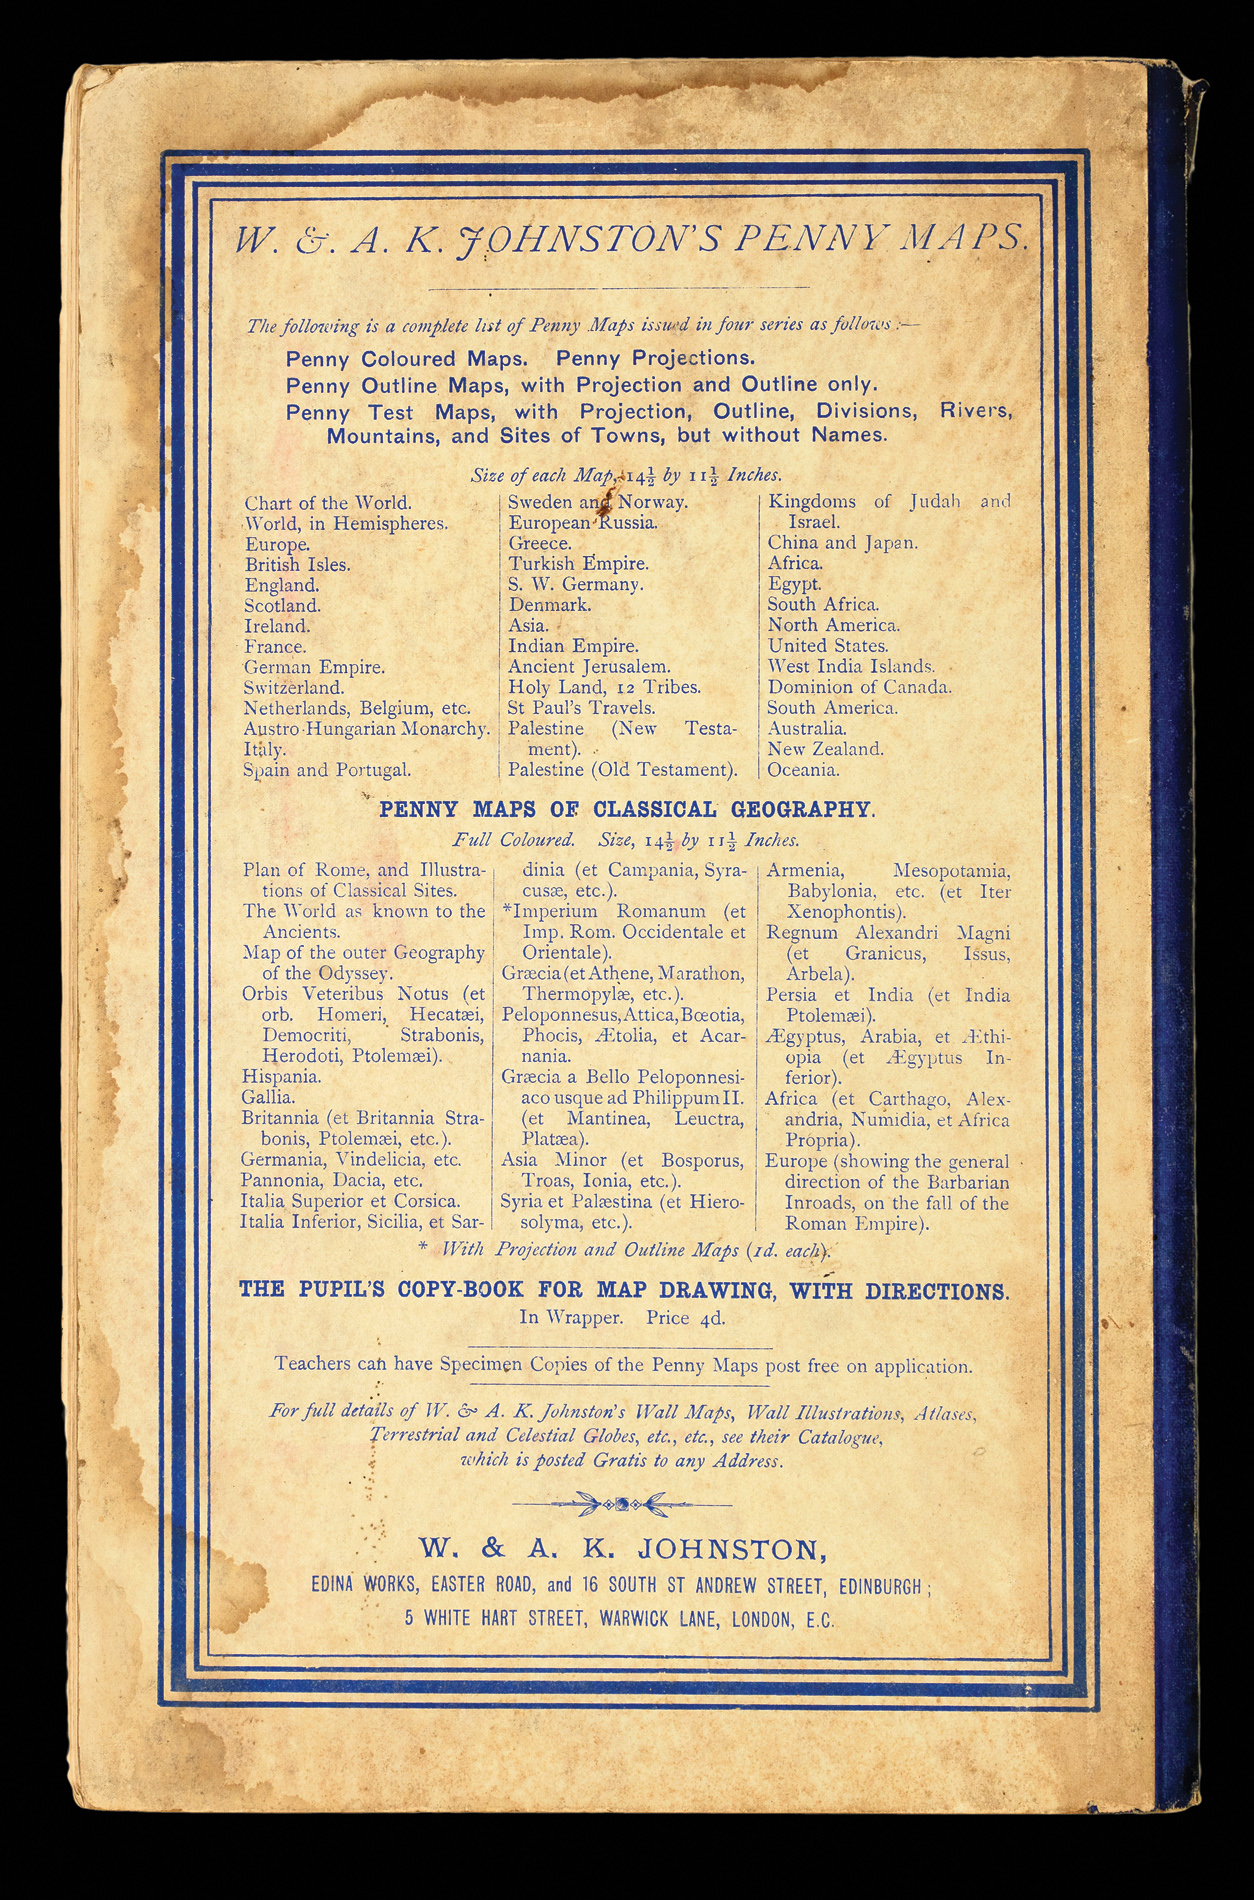 W. & A. K. JOHNSTON'S PENNY MAPS.
The following is a complete list of Penny Maps issued in four series as follows:—
Penny Coloured Maps. Penny Projections.
Penny Outline Maps, with Projection and Outline only.
Penny Test Maps, with Projection, Outline, Divisions, Rivers,
Mountains, and Sites of Towns, but without Names.
Size of each Map, 14½ by 11½ Inches.
Chart of the World.
World, in Hemispheres.
Europe.
British Isles.
England.
Scotland.
Ireland.
France.
German Empire.
Switzerland.
Netherlands, Belgium, etc.
Austro-Hungarian Monarchy.
Italy.
Spain and Portugal.
Sweden and Norway.
European Russia.
Greece.
Turkish Empire.
S. W. Germany.
Denmark.
Asia.
Indian Empire.
Ancient Jerusalem.
Holy Land, 12 Tribes.
St Paul's Travels.
Palestine (New Testa-
ment).
Palestine (Old Testament).
Kingdoms of Judah and
Israel.
China and Japan.
Africa.
Egypt.
South Africa.
North America.
United States.
West India Islands.
Dominion of Canada.
South America.
Australia.
New Zealand.
Oceania.
PENNY MAPS OF CLASSICAL GEOGRAPHY.
Full Coloured. Size, 14½ by 11½ Inches.
Plan of Rome, and Illustra-
tions of Classical Sites.
The World as known to the
Ancients.
Map of the outer Geography
of the Odyssey.
Orbis Veteribus Notus (et
orb. Homeri, Hecatæi,
Democriti, Strabonis,
Herodoti, Ptolemæi).
Hispania.
Gallia.
Britannia (et Britannia Stra-
bonis, Ptolemæi, etc.).
Germania, Vindelicia, etc.
Pannonia, Dacia, etc.
Italia Superior et Corsica.
Italia Inferior, Sicilia, et Sar-
dinia (et Campania, Syra-
cusæ, etc.).
*Imperium Romanum (et
Imp. Rom. Occidentale et
Orientale).
Græcia (et Athene, Marathon,
Thermopylæ, etc.).
Peloponnesus, Attica, Bœotia,
Phocis, Ætolia, et Acar-
nania.
Græcia a Bello Peloponnesi-
aco usque ad Philippum II.
(et Mantinea, Leuctra,
Platæa).
Asia Minor (et Bosporus,
Troas, Ionia, etc.).
Syria et Palæstina (et Hiero-
solyma, etc.).
Armenia, Mesopotamia,
Babylonia, etc. (et Iter
Xenophontis).
Regnum Alexandri Magni
(et Granicus, Issus,
Arbela).
Persia et India (et India
Ptolemæi).
Ægyptus, Arabia, et Æthi-
opia (et Ægyptus In-
ferior).
Africa (et Carthago, Alex-
andria, Numidia, et Africa
Propria).
Europe (showing the general
direction of the Barbarian
Inroads, on the fall of the
Roman Empire).
* With Projection and Outline Maps (1d. each).
THE PUPIL'S COPY-BOOK FOR MAP DRAWING, WITH DIRECTIONS.
In Wrapper. Price 4d.
Teachers can have Specimen Copies of the Penny Maps post free on application.
For full details of W. & A. K. Johnston's Wall Maps, Wall Illustrations, Atlases,
Terrestrial and Celestial Globes, etc., etc., see their Catalogue,
which is posted Gratis to any Address.
W. & A. K. JOHNSTON,
EDINA WORKS, EASTER ROAD, and 16 SOUTH ST ANDREW STREET, EDINBURGH;
5 WHITE HART STREET, WARWICK LANE, LONDON, E.C.